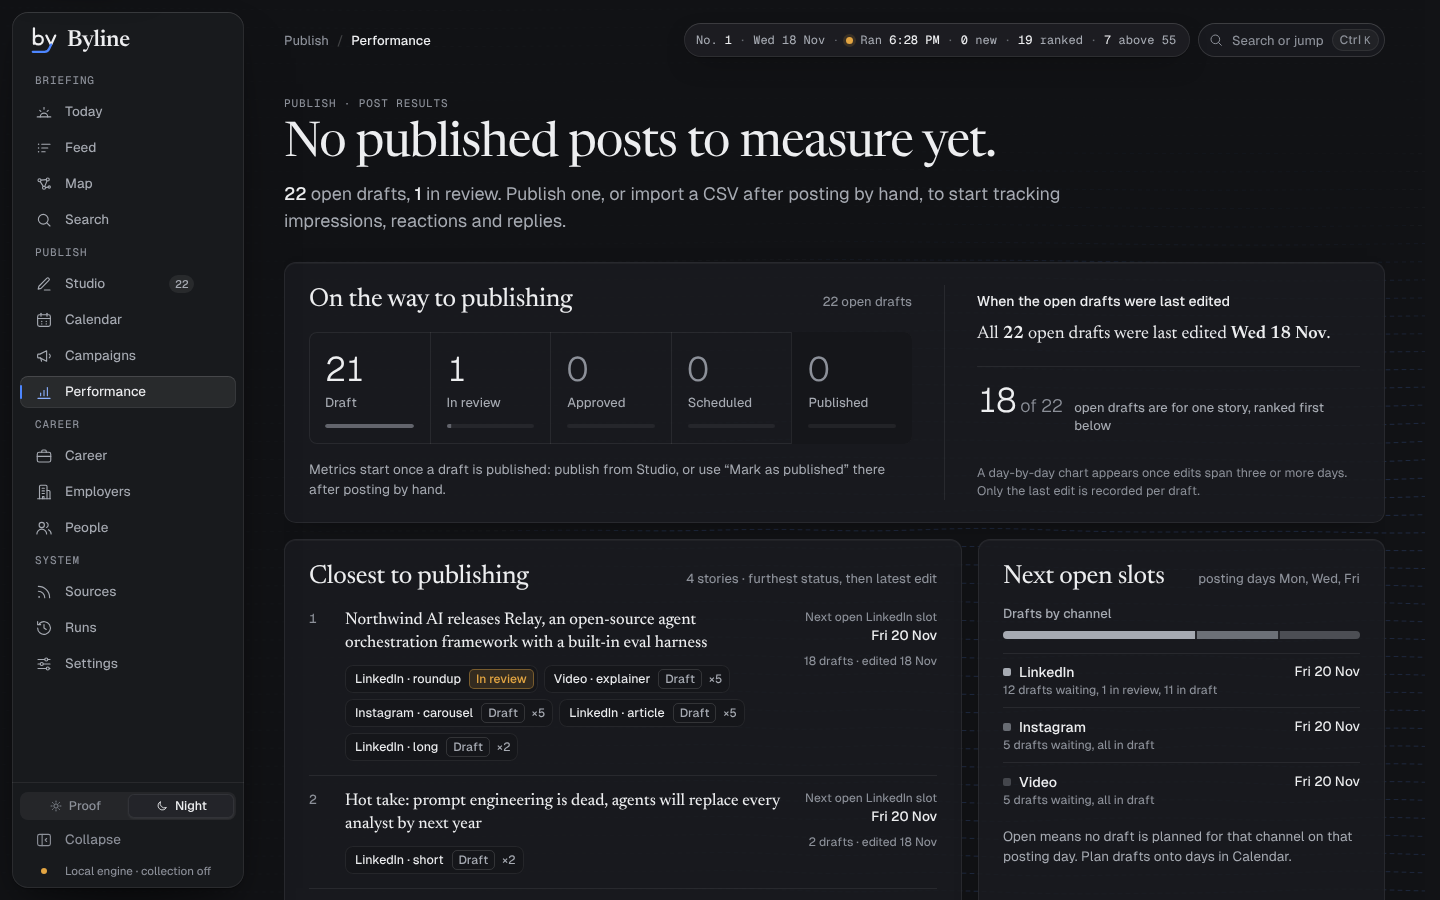 by Byline
BRIEFING
Today
Feed
Map
Search
PUBLISH
Studio 22
Calendar
Campaigns
Performance
CAREER
Career
Employers
People
SYSTEM
Sources
Runs
Settings
Proof Night
Collapse
Local engine · collection off
Publish / Performance
No. 1 · Wed 18 Nov · Ran 6:28 PM · 0 new · 19 ranked · 7 above 55
Search or jump Ctrl K
PUBLISH · POST RESULTS
No published posts to measure yet.
22 open drafts, 1 in review. Publish one, or import a CSV after posting by hand, to start tracking
impressions, reactions and replies.
On the way to publishing 22 open drafts
21 1 0 0 0
Draft In review Approved Scheduled Published
Metrics start once a draft is published: publish from Studio, or use “Mark as published” there
after posting by hand.
When the open drafts were last edited
All 22 open drafts were last edited Wed 18 Nov.
18 of 22 open drafts are for one story, ranked first
below
A day-by-day chart appears once edits span three or more days.
Only the last edit is recorded per draft.
Closest to publishing 4 stories · furthest status, then latest edit
1 Northwind AI releases Relay, an open-source agent
orchestration framework with a built-in eval harness
Next open LinkedIn slot
Fri 20 Nov
18 drafts · edited 18 Nov
LinkedIn · roundup In review Video · explainer Draft ×5
Instagram · carousel Draft ×5 LinkedIn · article Draft ×5
LinkedIn · long Draft ×2
2 Hot take: prompt engineering is dead, agents will replace every
analyst by next year
Next open LinkedIn slot
Fri 20 Nov
2 drafts · edited 18 Nov
LinkedIn · short Draft ×2
Next open slots posting days Mon, Wed, Fri
Drafts by channel
LinkedIn Fri 20 Nov
12 drafts waiting, 1 in review, 11 in draft
Instagram Fri 20 Nov
5 drafts waiting, all in draft
Video Fri 20 Nov
5 drafts waiting, all in draft
Open means no draft is planned for that channel on that
posting day. Plan drafts onto days in Calendar.